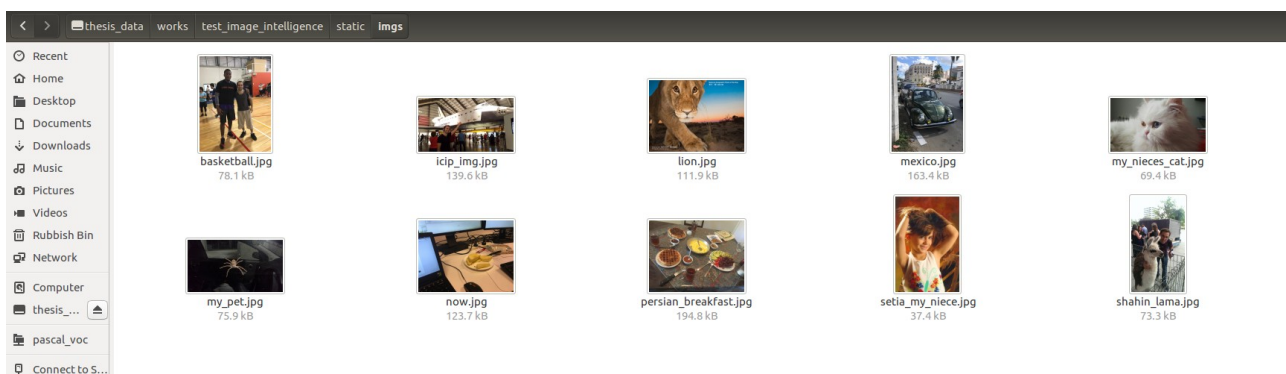 thesis_data works test_image_intelligence static imgs
Recent
Home
Desktop
Documents
Downloads
Music
Pictures
Videos
Rubbish Bin
Network
Computer
thesis_...
pascal_voc
Connect to S...
basketball.jpg
78.1 kB
icip_img.jpg
139.6 kB
lion.jpg
111.9 kB
mexico.jpg
163.4 kB
my_nieces_cat.jpg
69.4 kB
my_pet.jpg
75.9 kB
now.jpg
123.7 kB
persian_breakfast.jpg
194.8 kB
setia_my_niece.jpg
37.4 kB
shahin_lama.jpg
73.3 kB